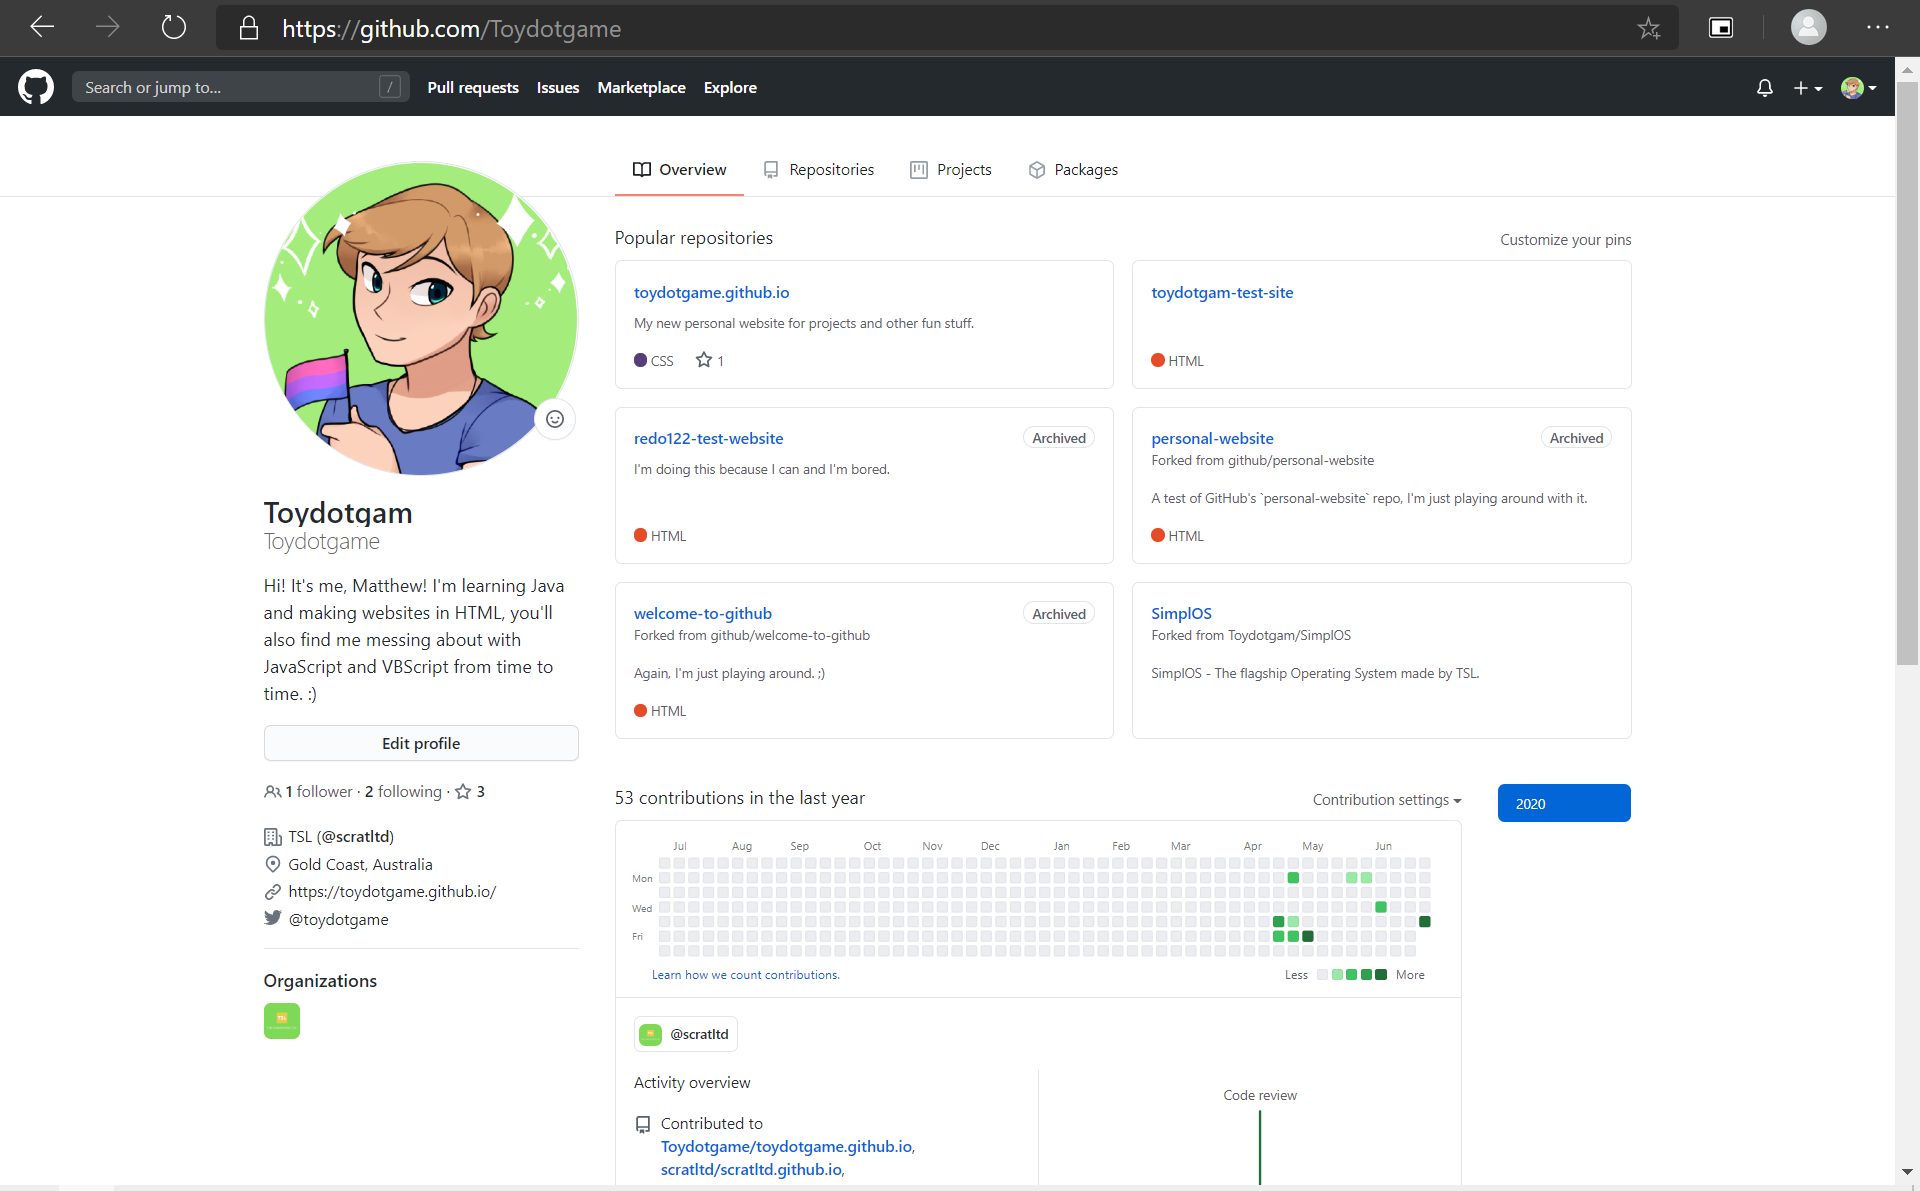 https://github.com/Toydotgame
Search or jump to...
/
Pull requests
Issues
Marketplace
Explore
Overview
Repositories
Projects
Packages
Toydotgam
Toydotgame
Hi! It's me, Matthew! I'm learning Java
and making websites in HTML, you'll
also find me messing about with
JavaScript and VBScript from time to
time. :)
Edit profile
1 follower · 2 following · 3
TSL (@scratltd)
Gold Coast, Australia
https://toydotgame.github.io/
@toydotgame
Organizations
Popular repositories
Customize your pins
toydotgame.github.io
My new personal website for projects and other fun stuff.
CSS 1
toydotgam-test-site
HTML
redo122-test-website
Archived
I'm doing this because I can and I'm bored.
HTML
personal-website
Archived
Forked from github/personal-website
A test of GitHub's `personal-website` repo, I'm just playing around with it.
HTML
welcome-to-github
Archived
Forked from github/welcome-to-github
Again, I'm just playing around. ;)
HTML
SimplOS
Forked from Toydotgam/SimplOS
SimplOS - The flagship Operating System made by TSL.
53 contributions in the last year
Contribution settings
2020
Jul Aug Sep Oct Nov Dec Jan Feb Mar Apr May Jun
Mon
Wed
Fri
Learn how we count contributions.
Less More
@scratltd
Activity overview
Contributed to
Toydotgame/toydotgame.github.io,
scratltd/scratltd.github.io,
Code review